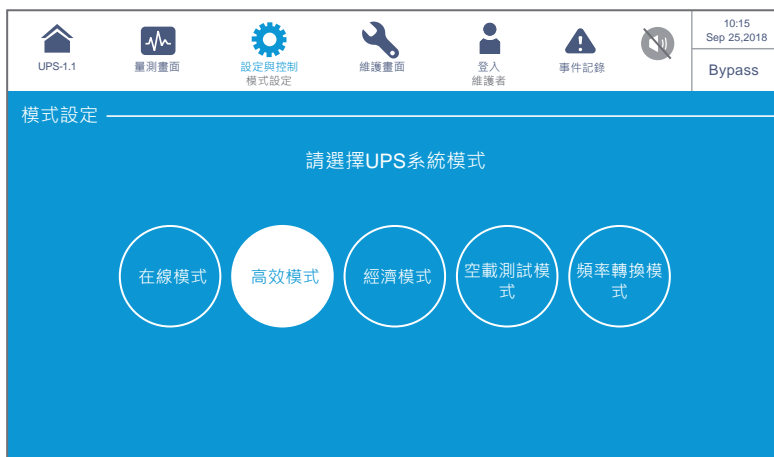 UPS-1.1
量測畫面
設定與控制
模式設定
維護畫面
登入
維護者
事件記錄
10:15
Sep 25,2018
Bypass
模式設定
請選擇UPS系統模式
在線模式
高效模式
經濟模式
空載測試模
式
頻率轉換模
式